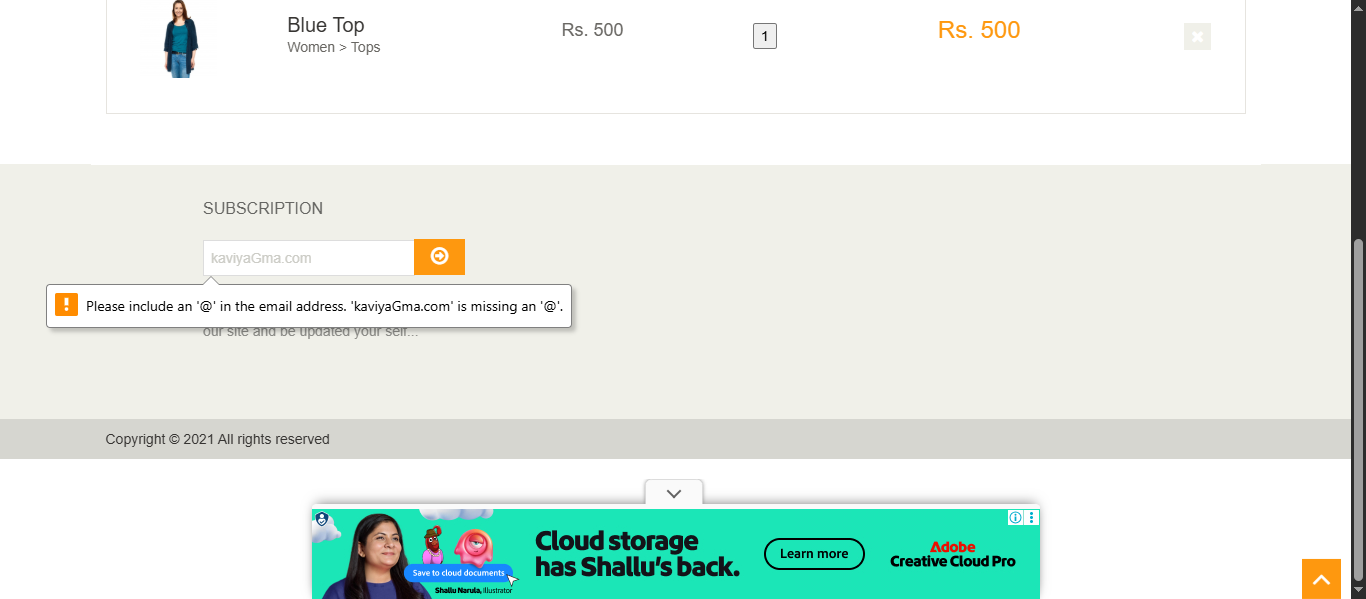 Blue Top
Women > Tops
Rs. 500
1
Rs. 500
SUBSCRIPTION
kaviyaGma.com
Please include an '@' in the email address. 'kaviyaGma.com' is missing an '@'.
our site and be updated your self...
Copyright © 2021 All rights reserved
Save to cloud documents
Shallu Narula, Illustrator
Cloud storage
has Shallu's back.
Learn more
Adobe
Creative Cloud Pro